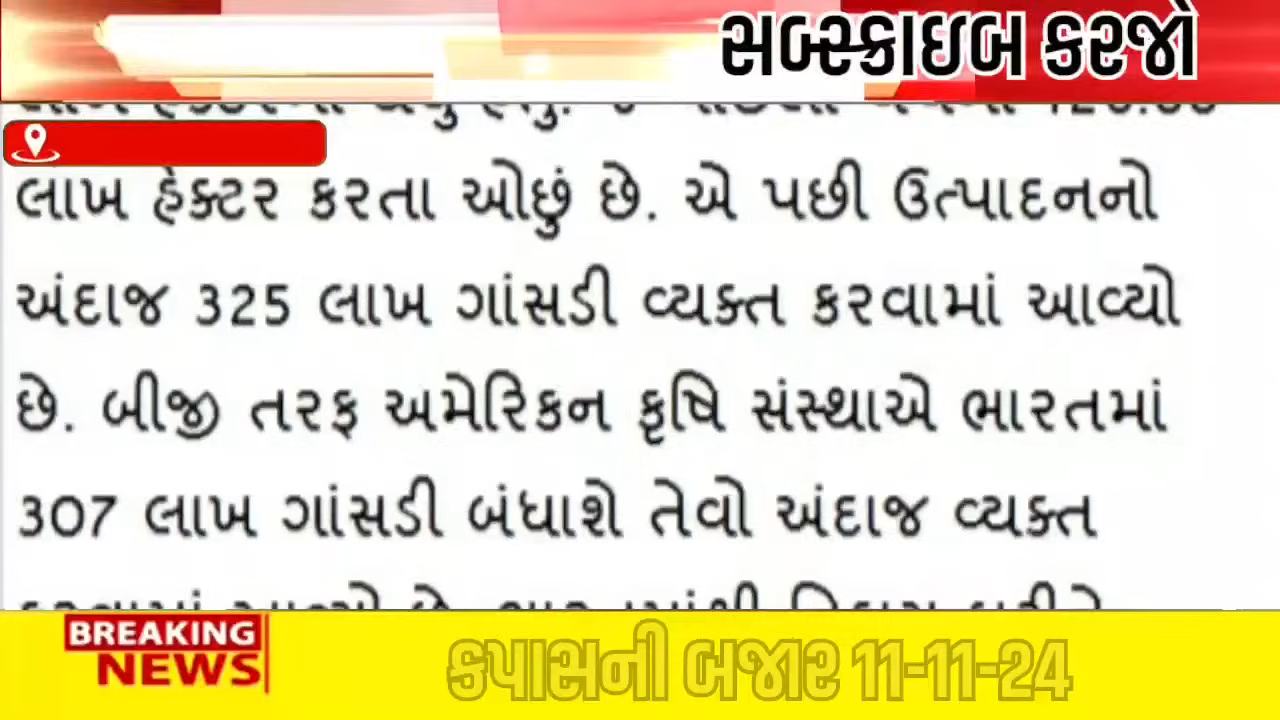 સબ્સ્ક્રાઇબ કરજો
લાખ હેક્ટર કરતા ઓછું છે. એ પછી ઉત્પાદનનો
અંદાજ 325 લાખ ગાંસડી વ્યક્ત કરવામાં આવ્યો
છે. બીજી તરફ અમેરિકન કૃષિ સંસ્થાએ ભારતમાં
307 લાખ ગાંસડી બંધાશે તેવો અંદાજ વ્યક્ત
BREAKING
NEWS
કપાસની બજાર 11-11-24